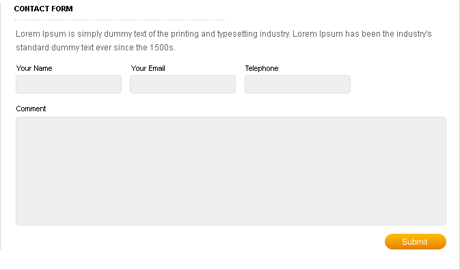 CONTACT FORM
Lorem Ipsum is simply dummy text of the printing and typesetting industry. Lorem Ipsum has been the industry's
standard dummy text ever since the 1500s.
Your Name Your Email Telephone
Comment
Submit